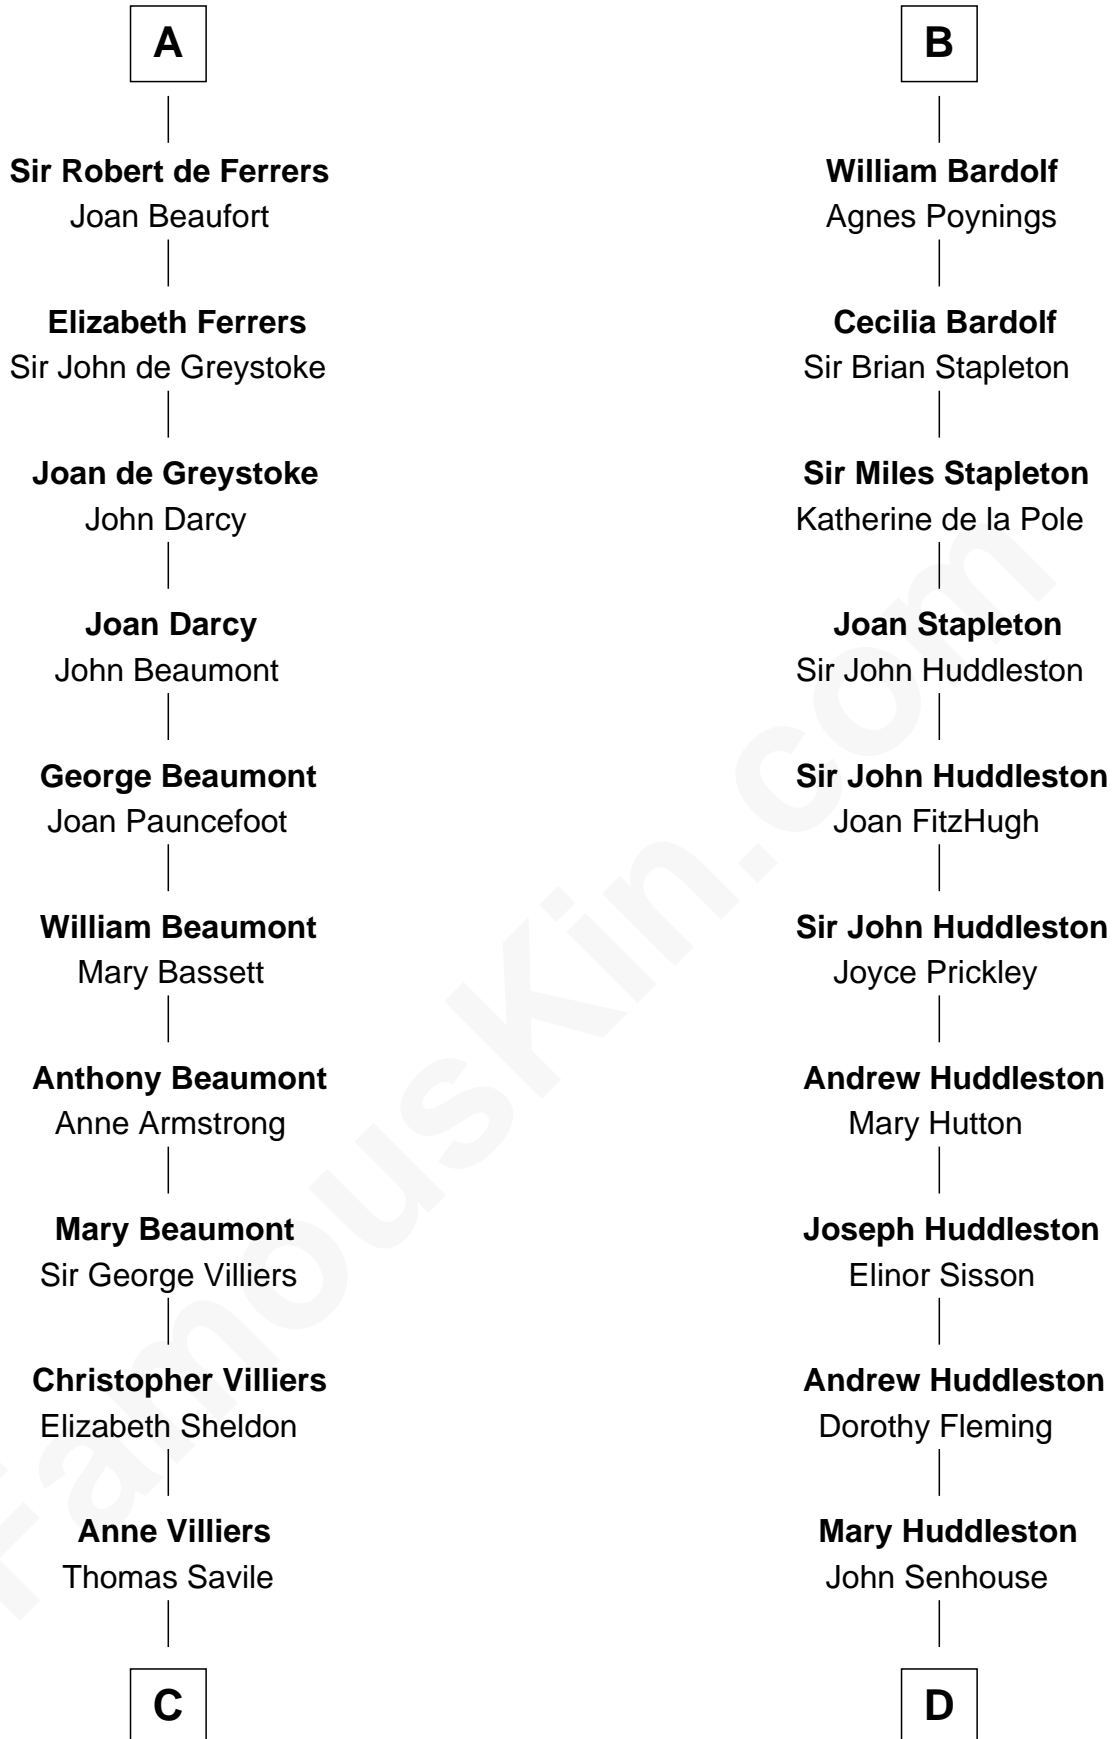 A
Sir Robert de Ferrers
Joan Beaufort
Elizabeth Ferrers
Sir John de Greystoke
Joan de Greystoke
John Darcy
Joan Darcy
John Beaumont
George Beaumont
Joan Pauncefoot
William Beaumont
Mary Bassett
Anthony Beaumont
Anne Armstrong
Mary Beaumont
Sir George Villiers
Christopher Villiers
Elizabeth Sheldon
Anne Villiers
Thomas Savile
C
B
William Bardolf
Agnes Poynings
Cecilia Bardolf
Sir Brian Stapleton
Sir Miles Stapleton
Katherine de la Pole
Joan Stapleton
Sir John Huddleston
Sir John Huddleston
Joan FitzHugh
Sir John Huddleston
Joyce Prickley
Andrew Huddleston
Mary Hutton
Joseph Huddleston
Elinor Sisson
Andrew Huddleston
Dorothy Fleming
Mary Huddleston
John Senhouse
D
FamousKin.com